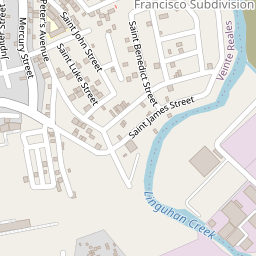 Francisco Subdivision
Saint John Street
Saint Benedict Street
Mercury Street
Peter's Avenue
Saint Luke Street
Veinte Reales
Saint James Street
Linguhan Creek